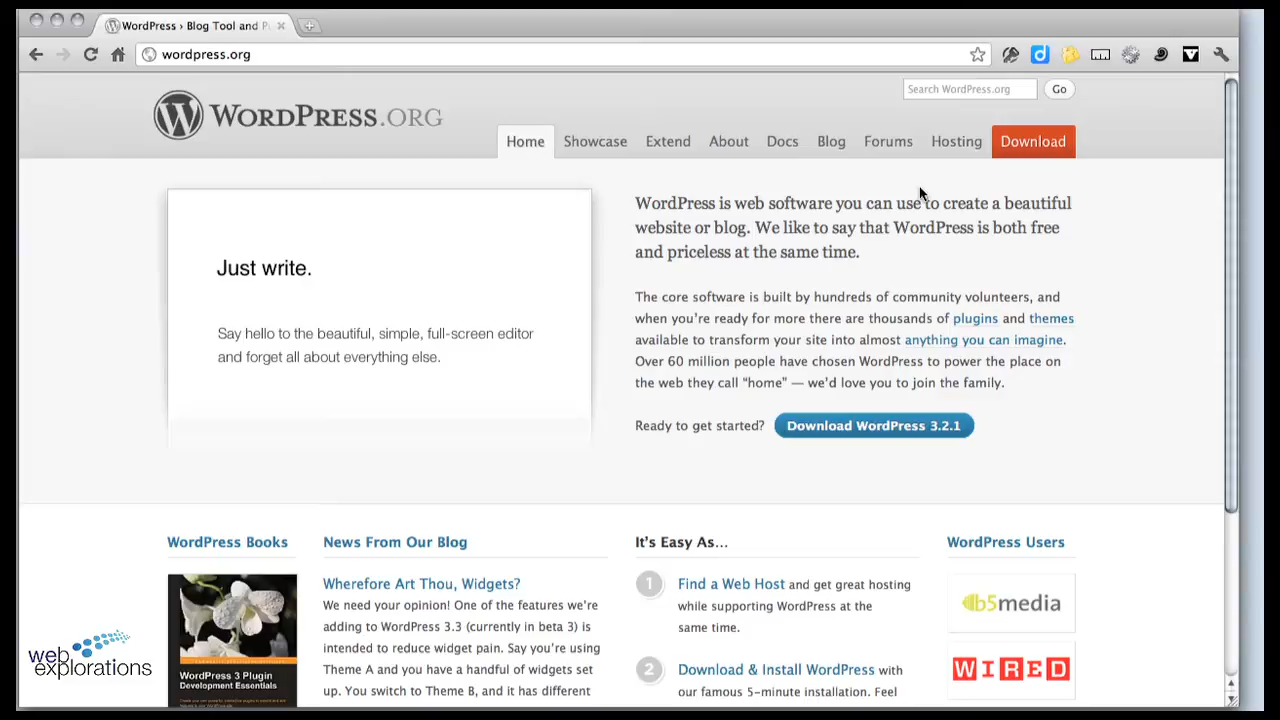 WordPress › Blog Tool and P
wordpress.org
Search WordPress.org
Go
WORDPRESS.ORG
Home Showcase Extend About Docs Blog Forums Hosting Download
Just write.
Say hello to the beautiful, simple, full-screen editor
and forget all about everything else.
WordPress is web software you can use to create a beautiful
website or blog. We like to say that WordPress is both free
and priceless at the same time.
The core software is built by hundreds of community volunteers, and
when you’re ready for more there are thousands of plugins and themes
available to transform your site into almost anything you can imagine.
Over 60 million people have chosen WordPress to power the place on
the web they call “home” — we’d love you to join the family.
Ready to get started? Download WordPress 3.2.1
WordPress Books
WordPress 3 Plugin
Development Essentials
News From Our Blog
Wherefore Art Thou, Widgets?
We need your opinion! One of the features we’re
adding to WordPress 3.3 (currently in beta 3) is
intended to reduce widget pain. Say you’re using
Theme A and you have a handful of widgets set
up. You switch to Theme B, and it has different
It’s Easy As…
1 Find a Web Host and get great hosting
while supporting WordPress at the
same time.
2 Download & Install WordPress with
our famous 5-minute installation. Feel
WordPress Users
b5media
WIRED
web
explorations